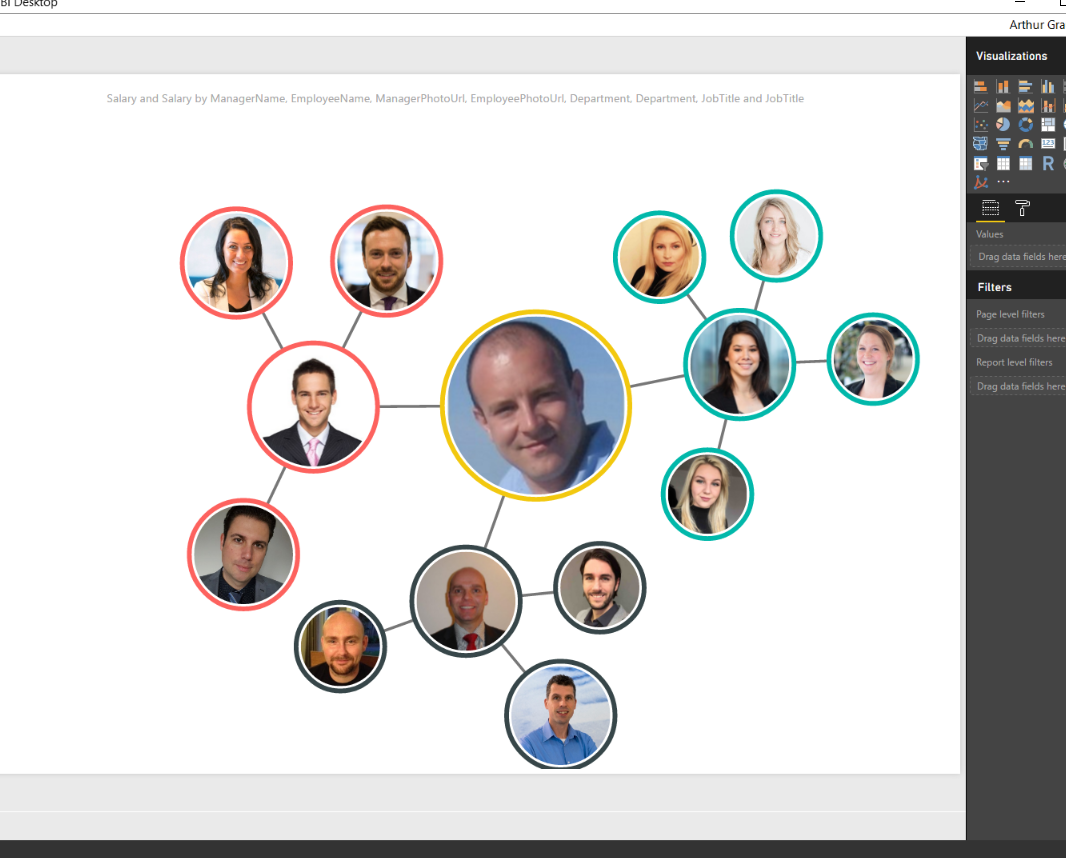 BI Desktop
Arthur Gra
Visualizations
Salary and Salary by ManagerName, EmployeeName, ManagerPhotoUrl, EmployeePhotoUrl, Department, Department, JobTitle and JobTitle
123
R
Values
Drag data fields here
Filters
Page level filters
Drag data fields here
Report level filters
Drag data fields here